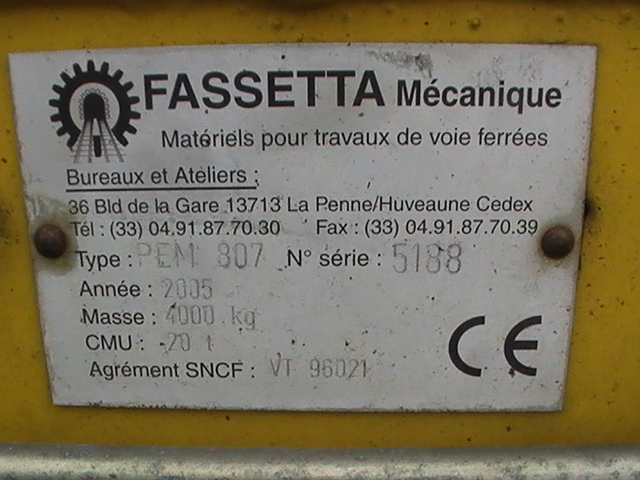 FASSETTA Mécanique
Matériels pour travaux de voie ferrées
Bureaux et Ateliers :
36 Bld de la Gare 13713 La Penne/Huveaune Cedex
Tél : (33) 04.91.87.70.30 Fax : (33) 04.91.87.70.39
Type : PEM 807 N° série : 5188
Année : 2005
Masse : 4000 kg
CMU : 20 t
Agrément SNCF : VT 96021
CE